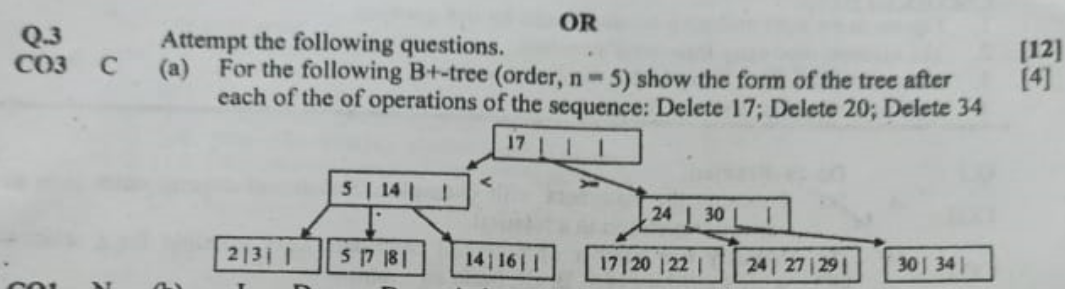 OR
Q.3 Attempt the following questions. [12]
CO3 C (a) For the following B+-tree (order, n = 5) show the form of the tree after [4]
each of the of operations of the sequence: Delete 17; Delete 20; Delete 34
17 | | |
< >=
5 | 14 | |
24 | 30 | |
2|3| | 5 |7 |8| 14|16| | 17|20 |22 | 24| 27|29| 30| 34|